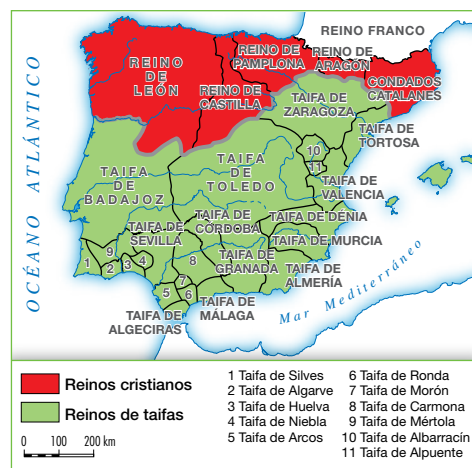 REINO FRANCO
REINO
DE
LEÓN
REINO DE
PAMPLONA
REINO DE
ARAGÓN
CONDADOS
CATALANES
REINO DE
CASTILLA
TAIFA DE
ZARAGOZA
TAIFA DE
TORTOSA
OCÉANO ATLÁNTICO
10
11
TAIFA
DE
BADAJOZ
TAIFA
DE
TOLEDO
TAIFA DE
VALENCIA
TAIFA DE DÉNIA
TAIFA DE
SEVILLA
TAIFA DE
CÓRDOBA
TAIFA DE MURCIA
1
9
2
3
4
8
TAIFA DE
GRANADA
TAIFA DE
ALMERÍA
5
7
6
TAIFA DE
ALGECIRAS
TAIFA DE
MÁLAGA
Mar Mediterráneo
Reinos cristianos
Reinos de taifas
0 100 200 km
1 Taifa de Silves
2 Taifa de Algarve
3 Taifa de Huelva
4 Taifa de Niebla
5 Taifa de Arcos
6 Taifa de Ronda
7 Taifa de Morón
8 Taifa de Carmona
9 Taifa de Mértola
10 Taifa de Albarracín
11 Taifa de Alpuente